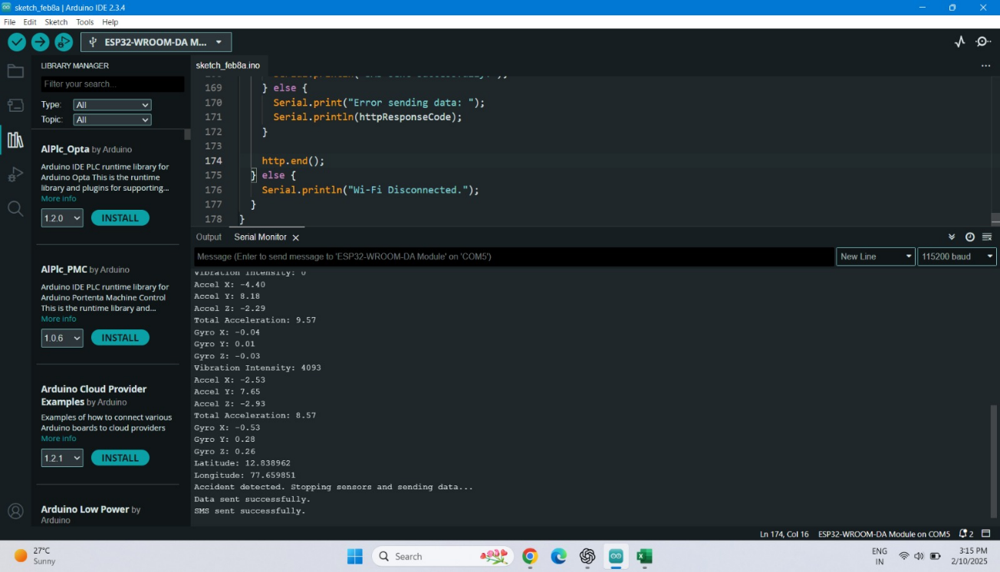 sketch_feb8a | Arduino IDE 2.3.4
File Edit Sketch Tools Help
ESP32-WROOM-DA M...
LIBRARY MANAGER
Filter your search...
Type: All
Topic: All
AIPlc_Opta by Arduino
Arduino IDE PLC runtime library for
Arduino Opta This is the runtime
library and plugins for supporting...
More info
1.2.0 INSTALL
AIPlc_PMC by Arduino
Arduino IDE PLC runtime library for
Arduino Portenta Machine Control
This is the runtime library and...
More info
1.0.6 INSTALL
Arduino Cloud Provider
Examples by Arduino
Examples of how to connect various
Arduino boards to cloud providers
More info
1.2.1 INSTALL
Arduino Low Power by
Arduino
sketch_feb8a.ino
169 } else {
170 Serial.print("Error sending data: ");
171 Serial.println(httpResponseCode);
172 }
173
174 http.end();
175 } else {
176 Serial.println("Wi-Fi Disconnected.");
177 }
178 }
Output Serial Monitor
Message (Enter to send message to 'ESP32-WROOM-DA Module' on 'COM5')
New Line 115200 baud
Vibration Intensity: 0
Accel X: -4.40
Accel Y: 8.18
Accel Z: -2.29
Total Acceleration: 9.57
Gyro X: -0.04
Gyro Y: 0.01
Gyro Z: -0.03
Vibration Intensity: 4093
Accel X: -2.53
Accel Y: 7.65
Accel Z: -2.93
Total Acceleration: 8.57
Gyro X: -0.53
Gyro Y: 0.28
Gyro Z: 0.26
Latitude: 12.838962
Longitude: 77.659851
Accident detected. Stopping sensors and sending data...
Data sent successfully.
SMS sent successfully.
Ln 174, Col 16 ESP32-WROOM-DA Module on COM5 2
27°C
Sunny
Search
ENG
IN
3:15 PM
2/10/2025